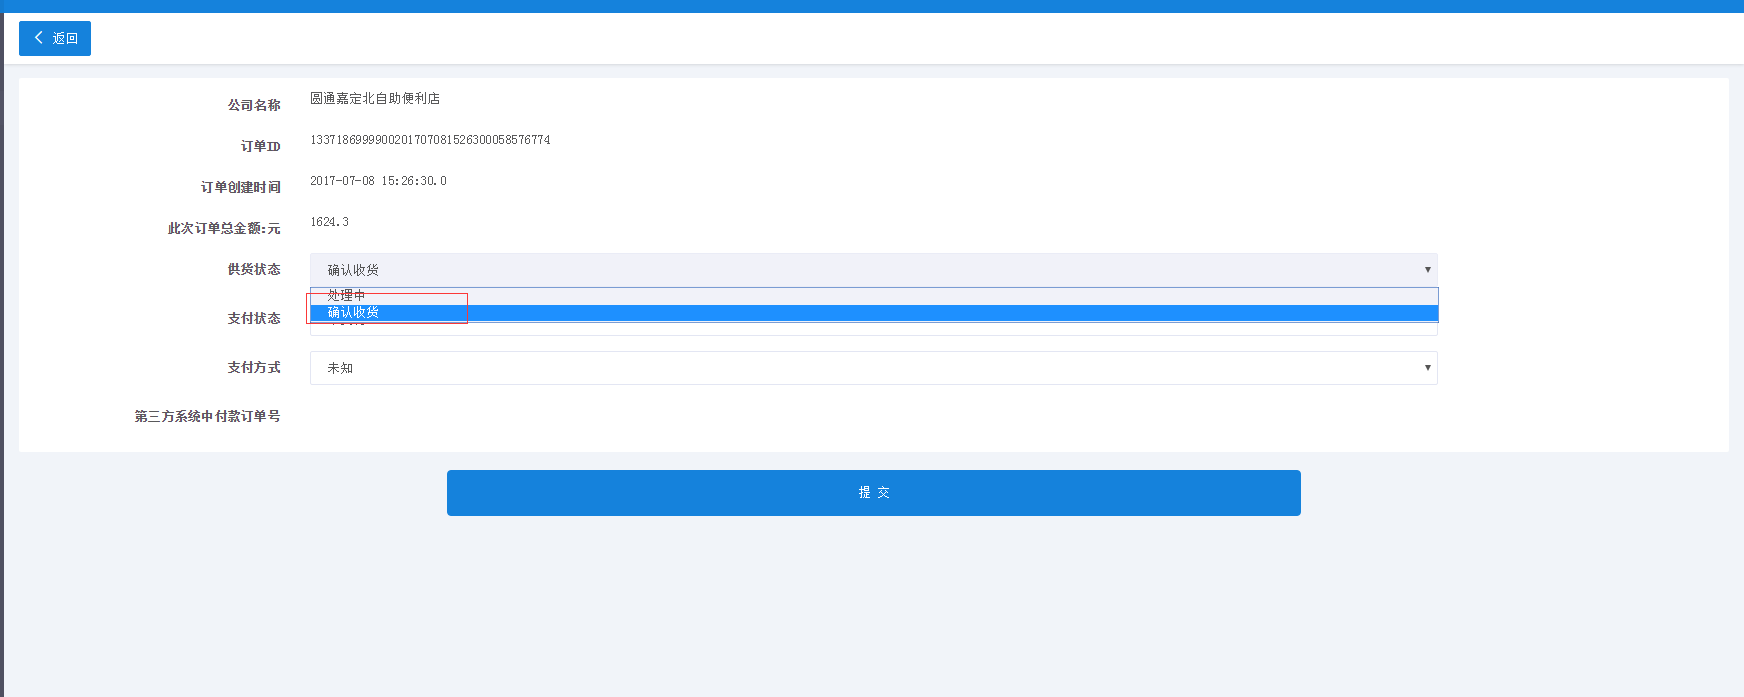 返回
公司名称 圆通嘉定北自助便利店
订单ID 1337186999900201707081526300058576774
订单创建时间 2017-07-08 15:26:30.0
此次订单总金额:元 1624.3
供货状态 确认收货
处理中
确认收货
支付状态
支付方式 未知
第三方系统中付款订单号
提 交